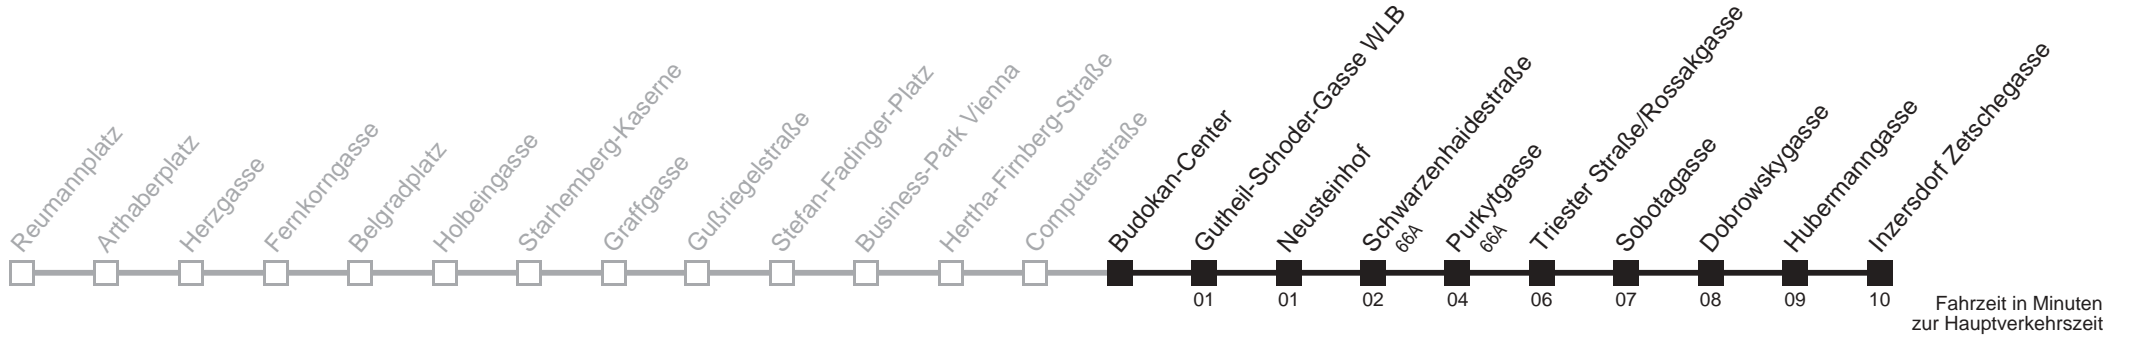 Reumannplatz
Arthaberplatz
Herzgasse
Fernkorngasse
Belgradplatz
Holbeingasse
Starhemberg-Kaserne
Graffgasse
Gußriegelstraße
Stefan-Fadinger-Platz
Business-Park Vienna
Hertha-Firnberg-Straße
Computerstraße
Budokan-Center
Gutheil-Schoder-Gasse WLB
Neusteinhof
Schwarzenhaidestraße
66A
Purkytgasse
66A
Triester Straße/Rossakgasse
Sobotagasse
Dobrowskygasse
Hubermanngasse
Inzersdorf Zetschegasse
01 01 02 04 06 07 08 09 10
Fahrzeit in Minuten
zur Hauptverkehrszeit